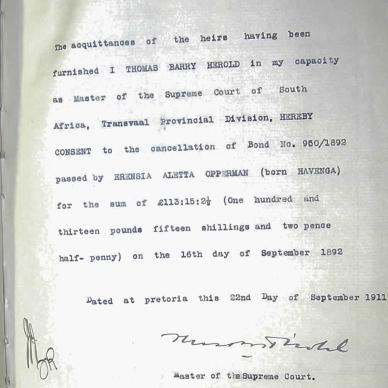 The acquittances of the heirs having been
furnished I THOMAS BARRY HEROLD in my capacity
as Master of the Supreme Court of South
Africa, Transvaal Provincial Division, HEREBY
CONSENT to the cancellation of Bond No. 950/1892
passed by HRENSIA ALETTA OPPERMAN (born HAVENGA)
for the sum of £113:15:2½ (One hundred and
thirteen pounds fifteen shillings and two pence
half- penny) on the 16th day of September 1892
Dated at pretoria this 22nd Day of September 1911
Master of the Supreme Court.